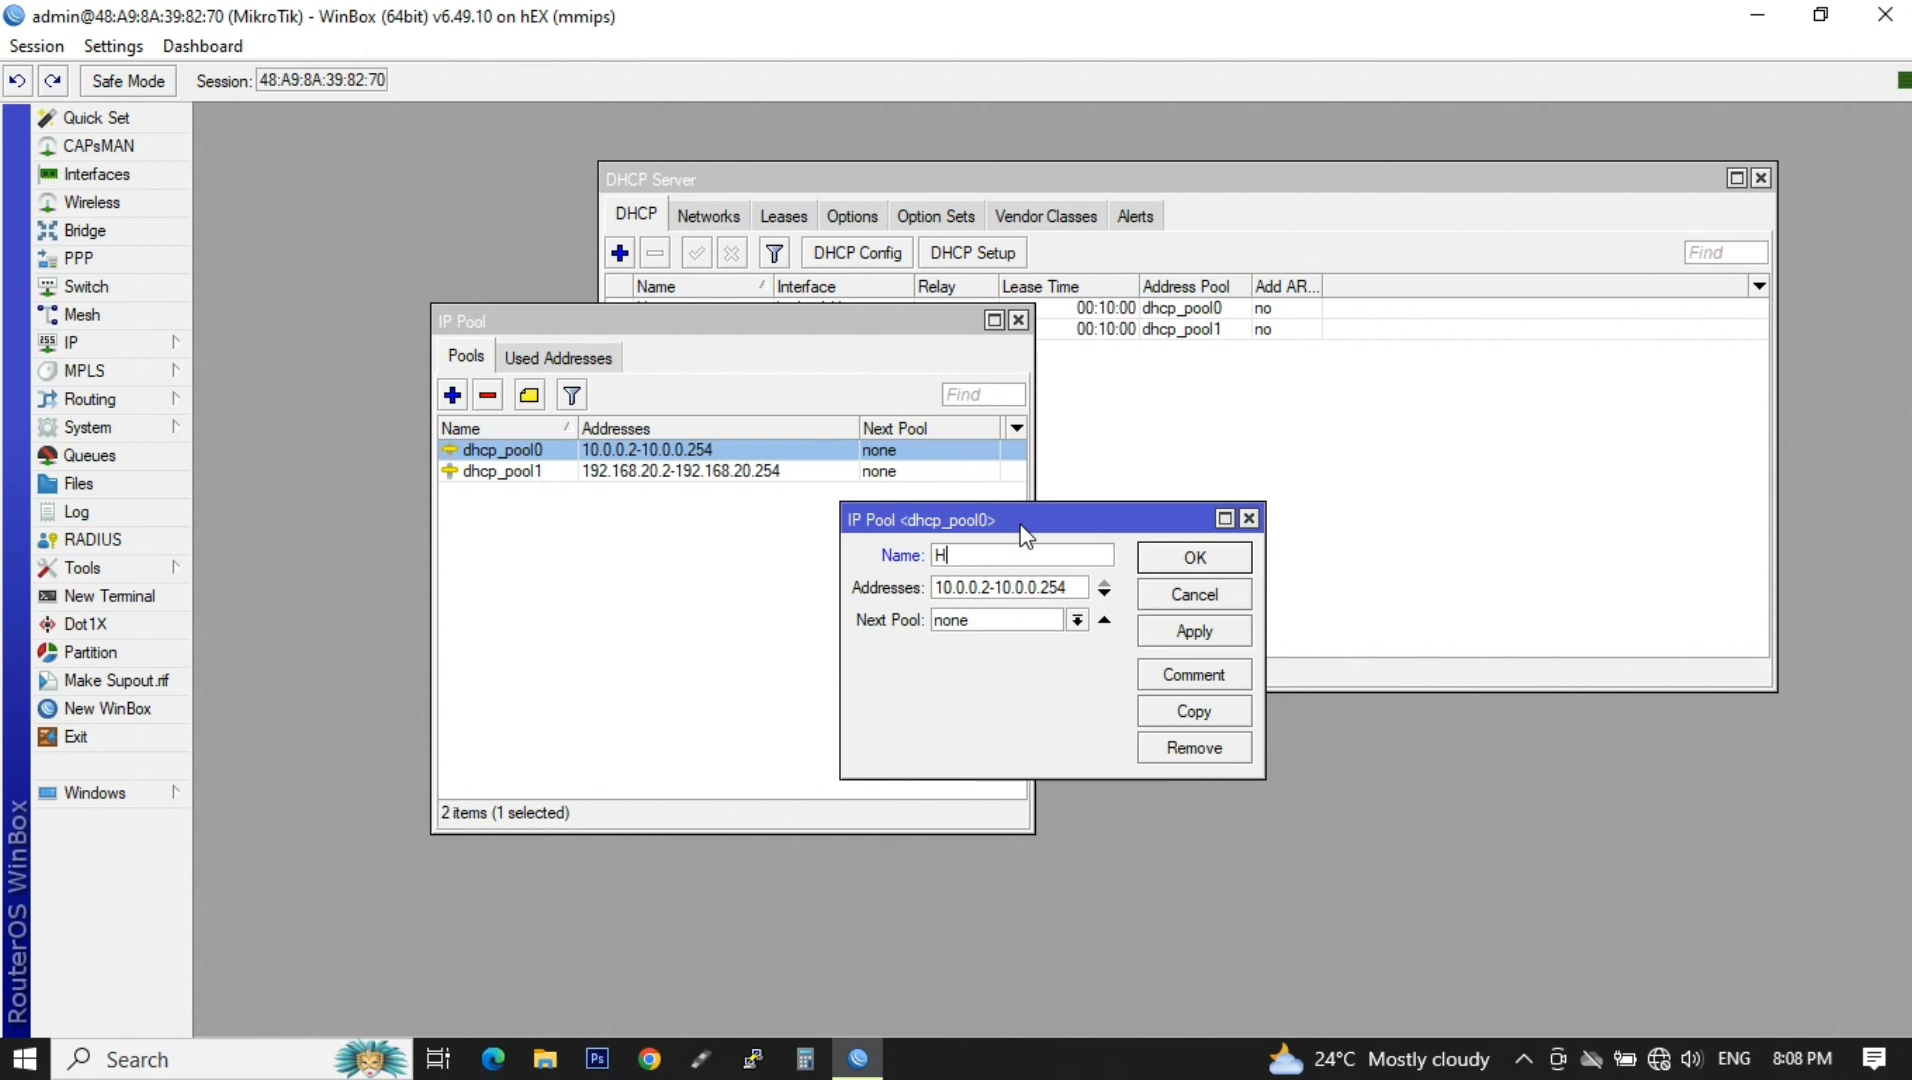 admin@48:A9:8A:39:82:70 (MikroTik) - WinBox (64bit) v6.49.10 on hEX (mmips)
Session Settings Dashboard
Safe Mode Session: 48:A9:8A:39:82:70
Quick Set
CAPsMAN
Interfaces
Wireless
Bridge
PPP
Switch
Mesh
IP
MPLS
Routing
System
Queues
Files
Log
RADIUS
Tools
New Terminal
Dot1X
Partition
Make Supout.rif
New WinBox
Exit
Windows
RouterOS WinBox
DHCP Server
DHCP Networks Leases Options Option Sets Vendor Classes Alerts
DHCP Config DHCP Setup Find
Name Interface Relay Lease Time Address Pool Add AR...
00:10:00 dhcp_pool0 no
00:10:00 dhcp_pool1 no
IP Pool
Pools Used Addresses
Find
Name Addresses Next Pool
dhcp_pool0 10.0.0.2-10.0.0.254 none
dhcp_pool1 192.168.20.2-192.168.20.254 none
2 items (1 selected)
IP Pool <dhcp_pool0>
Name: H OK
Addresses: 10.0.0.2-10.0.0.254 Cancel
Next Pool: none Apply
Comment
Copy
Remove
Search Ps 24°C Mostly cloudy ENG 8:08 PM